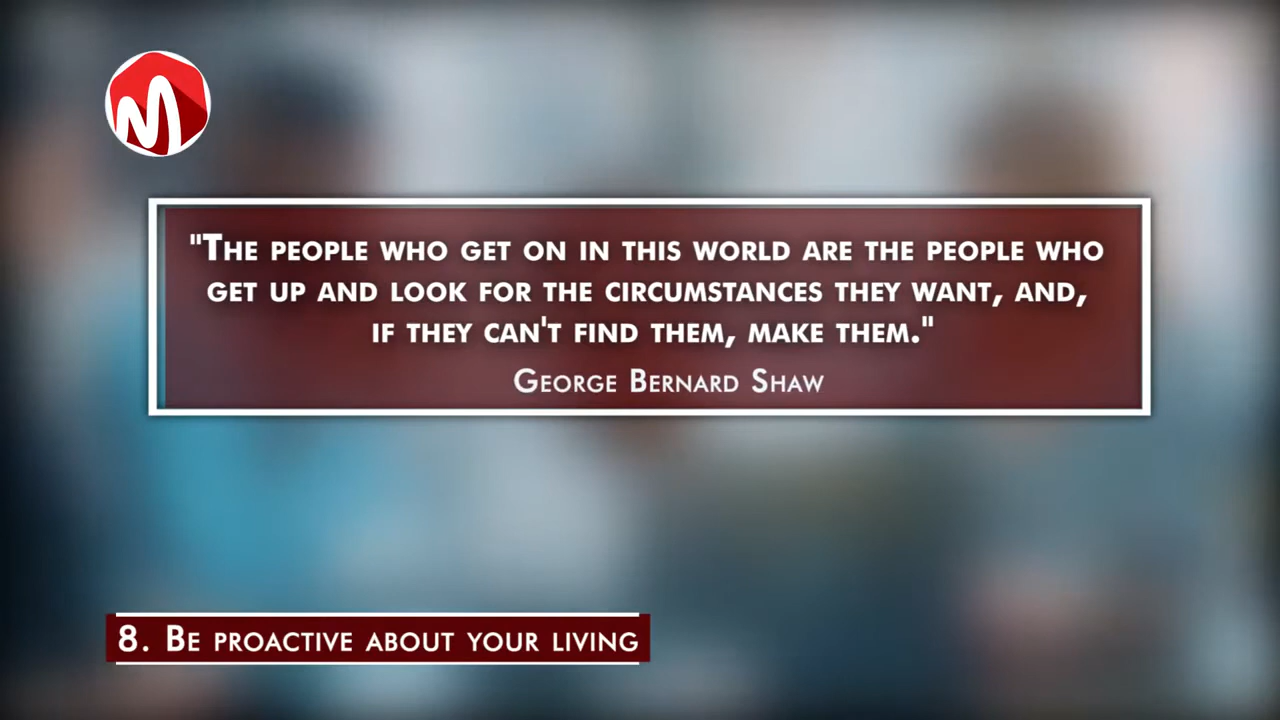 "The people who get on in this world are the people who
get up and look for the circumstances they want, and,
if they can't find them, make them."
George Bernard Shaw
8. Be proactive about your living